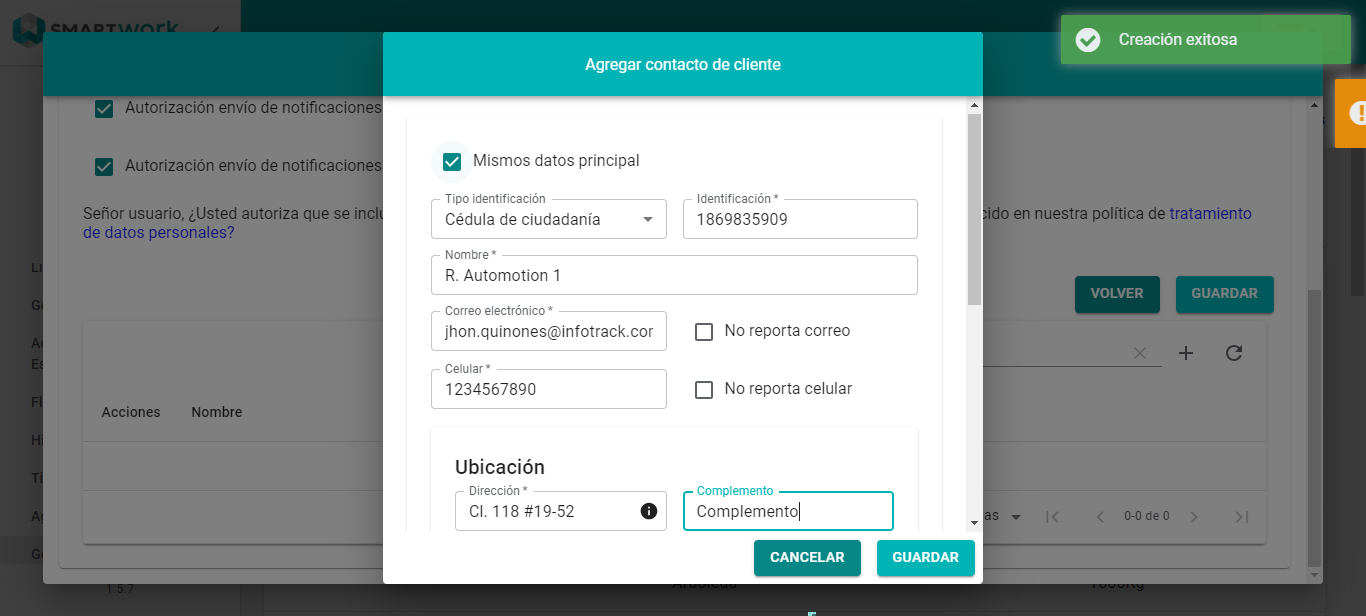 SMARTWORK
Creación exitosa
Agregar contacto de cliente
Autorización envío de notificaciones
Mismos datos principal
Autorización envío de notificaciones
Tipo identificación
Cédula de ciudadanía
Identificación *
1869835909
Señor usuario, ¿Usted autoriza que se
cido en nuestra política de tratamiento
de datos personales?
Nombre *
R. Automotion 1
VOLVER
GUARDAR
Correo electrónico *
jhon.quinones@infotrack.cor
No reporta correo
Celular *
1234567890
No reporta celular
Acciones
Nombre
Ubicación
Dirección *
Cl. 118 #19-52
Complemento
Complemento
as
0-0 de 0
CANCELAR
GUARDAR
1.5.7